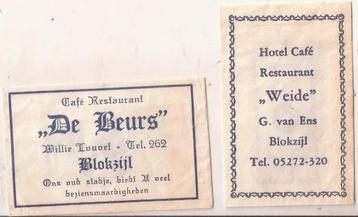 Café Restaurant
„De Beurs"
Willie Louvet - Tel. 262
Blokzijl
Ons oud stadje, biedt U veel
bezienswaardigheden
Hotel Café
Restaurant
„Weide"
G. van Ens
Blokzijl
Tel. 05272-320